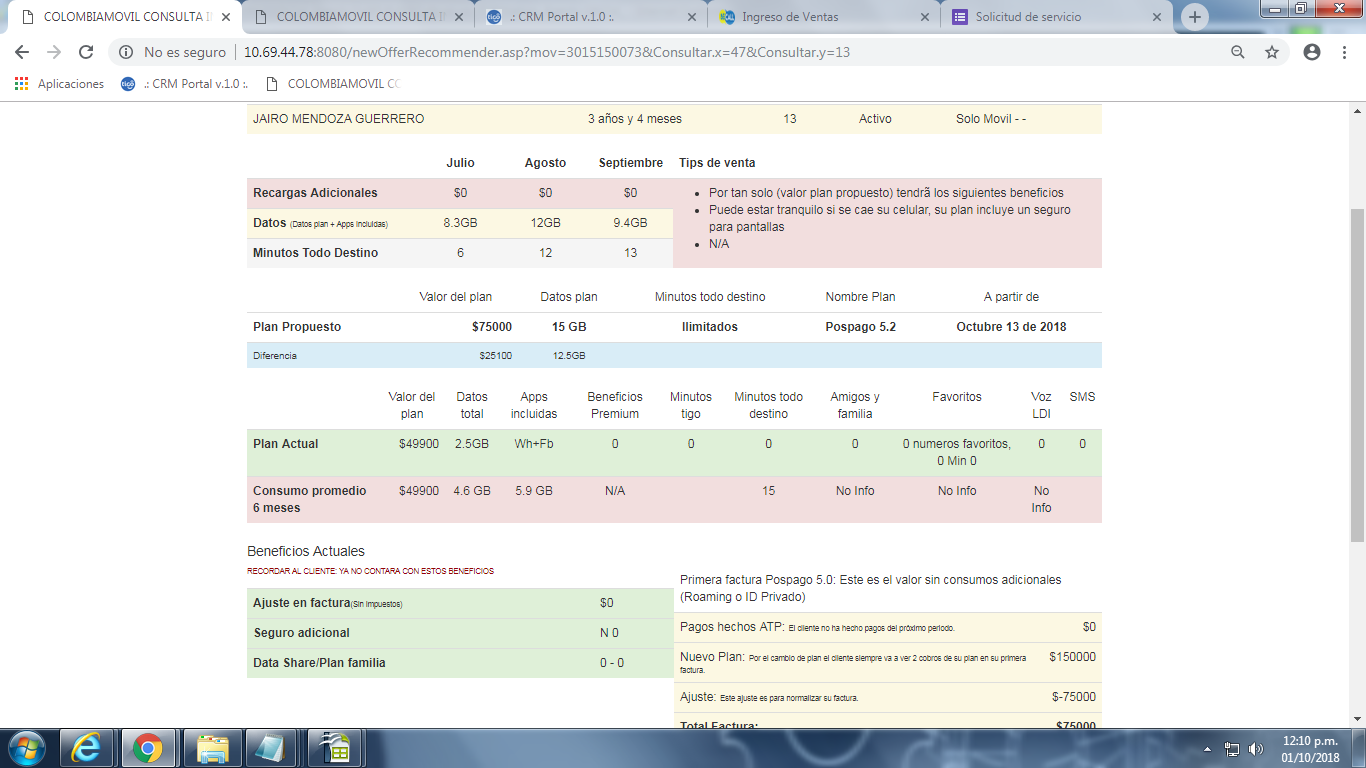 COLOMBIAMOVIL CONSULTA I
COLOMBIAMOVIL CONSULTA I
.: CRM Portal v.1.0 :.
Ingreso de Ventas
Solicitud de servicio
No es seguro
10.69.44.78:8080/newOfferRecommender.asp?mov=3015150073&Consultar.x=47&Consultar.y=13
Aplicaciones
.: CRM Portal v.1.0 :.
COLOMBIAMOVIL CO
JAIRO MENDOZA GUERRERO 3 años y 4 meses 13 Activo Solo Movil - -
Julio Agosto Septiembre Tips de venta
Recargas Adicionales $0 $0 $0
Datos (Datos plan + Apps incluidas) 8.3GB 12GB 9.4GB
Minutos Todo Destino 6 12 13
• Por tan solo (valor plan propuesto) tendrã los siguientes beneficios
• Puede estar tranquilo si se cae su celular, su plan incluye un seguro
para pantallas
• N/A
Valor del plan Datos plan Minutos todo destino Nombre Plan A partir de
Plan Propuesto $75000 15 GB Ilimitados Pospago 5.2 Octubre 13 de 2018
Diferencia $25100 12.5GB
Valor del Datos Apps Beneficios Minutos Minutos todo Amigos y Favoritos Voz SMS
plan total incluidas Premium tigo destino familia LDI
Plan Actual $49900 2.5GB Wh+Fb 0 0 0 0 0 numeros favoritos, 0 0
0 Min 0
Consumo promedio $49900 4.6 GB 5.9 GB N/A 15 No Info No Info No
6 meses Info
Beneficios Actuales
RECORDAR AL CLIENTE: YA NO CONTARA CON ESTOS BENEFICIOS
Ajuste en factura(Sin impuestos) $0
Seguro adicional N 0
Data Share/Plan familia 0 - 0
Primera factura Pospago 5.0: Este es el valor sin consumos adicionales
(Roaming o ID Privado)
Pagos hechos ATP: El cliente no ha hecho pagos del próximo periodo. $0
Nuevo Plan: Por el cambio de plan el cliente siempre va a ver 2 cobros de su plan en su primera $150000
factura.
Ajuste: Este ajuste es para normalizar su factura. $-75000
Total Factura: $75000
12:10 p.m.
01/10/2018